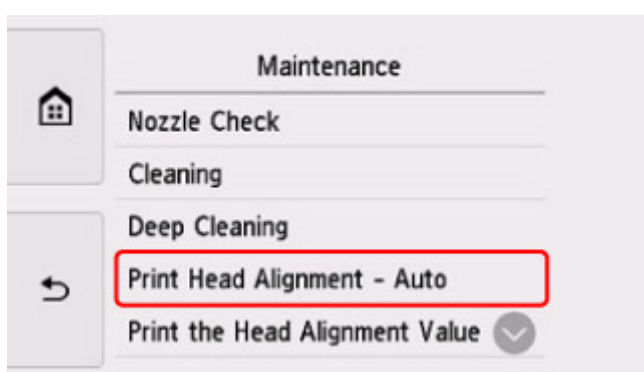 Maintenance
Nozzle Check
Cleaning
Deep Cleaning
Print Head Alignment - Auto
Print the Head Alignment Value